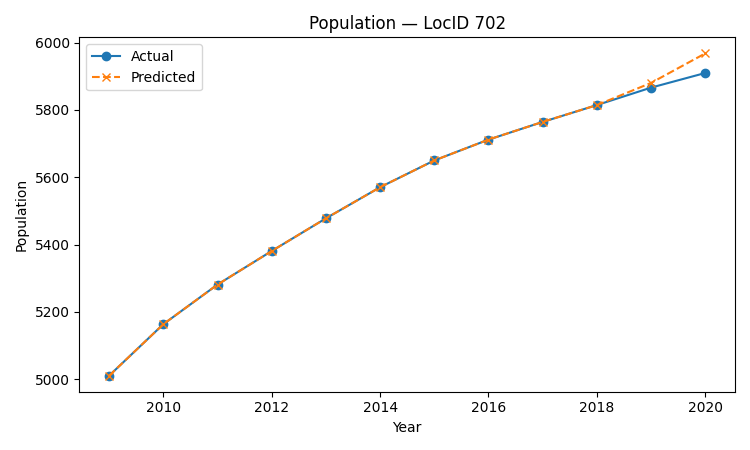 Population — LocID 702
Actual
Predicted
6000
5800
5600
5400
5200
5000
Population
2010 2012 2014 2016 2018 2020
Year